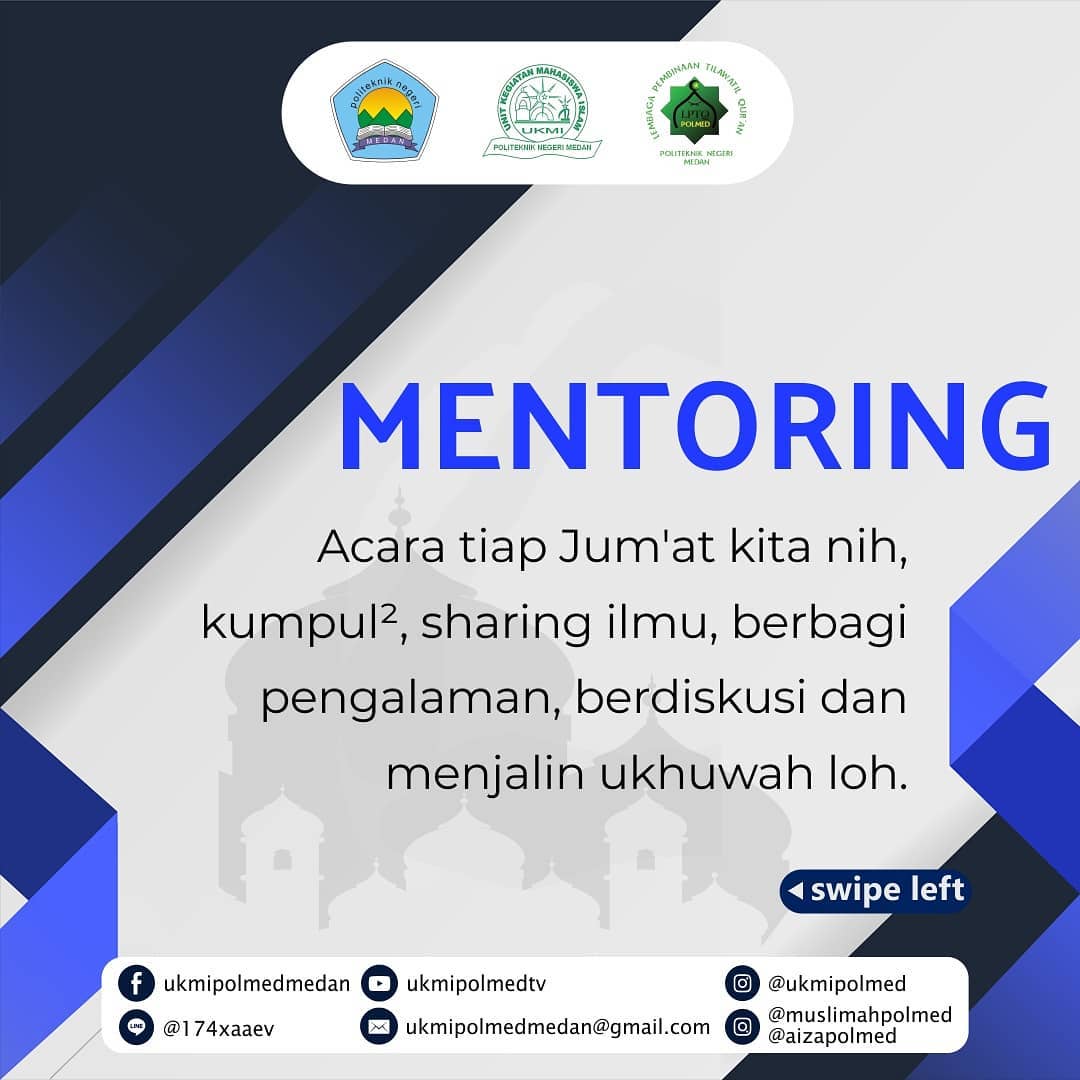 politeknik negeri
MEDAN
UNIT KEGIATAN MAHASISWA ISLAM
UKMI
POLITEKNIK NEGERI MEDAN
LEMBAGA PEMBINAAN TILAWATIL QUR'AN
LPTQ
POLMED
POLITEKNIK NEGERI
MEDAN
MENTORING
Acara tiap Jum'at kita nih,
kumpul², sharing ilmu, berbagi
pengalaman, berdiskusi dan
menjalin ukhuwah loh.
swipe left
ukmipolmedmedan
ukmipolmedtv
@ukmipolmed
LINE
@174xaaev
ukmipolmedmedan@gmail.com
@muslimahpolmed
@aizapolmed